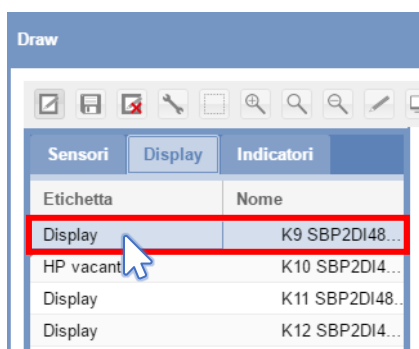 Draw
Sensori Display Indicatori
Etichetta Nome
Display K9 SBP2DI48...
HP vacant K10 SBP2DI4...
Display K11 SBP2DI48..
Display K12 SBP2DI4...